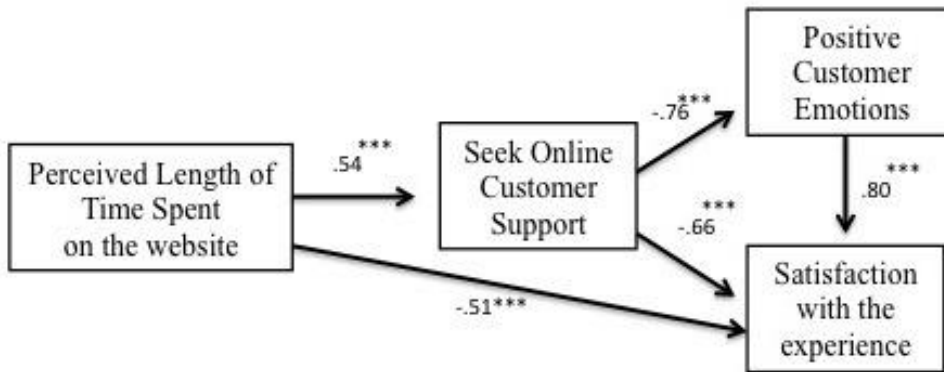 Positive
Customer
Emotions
-.76***
.54***
Seek Online
Customer
Support
.80***
Perceived Length of
Time Spent
on the website
-.66***
-.51***
Satisfaction
with the
experience